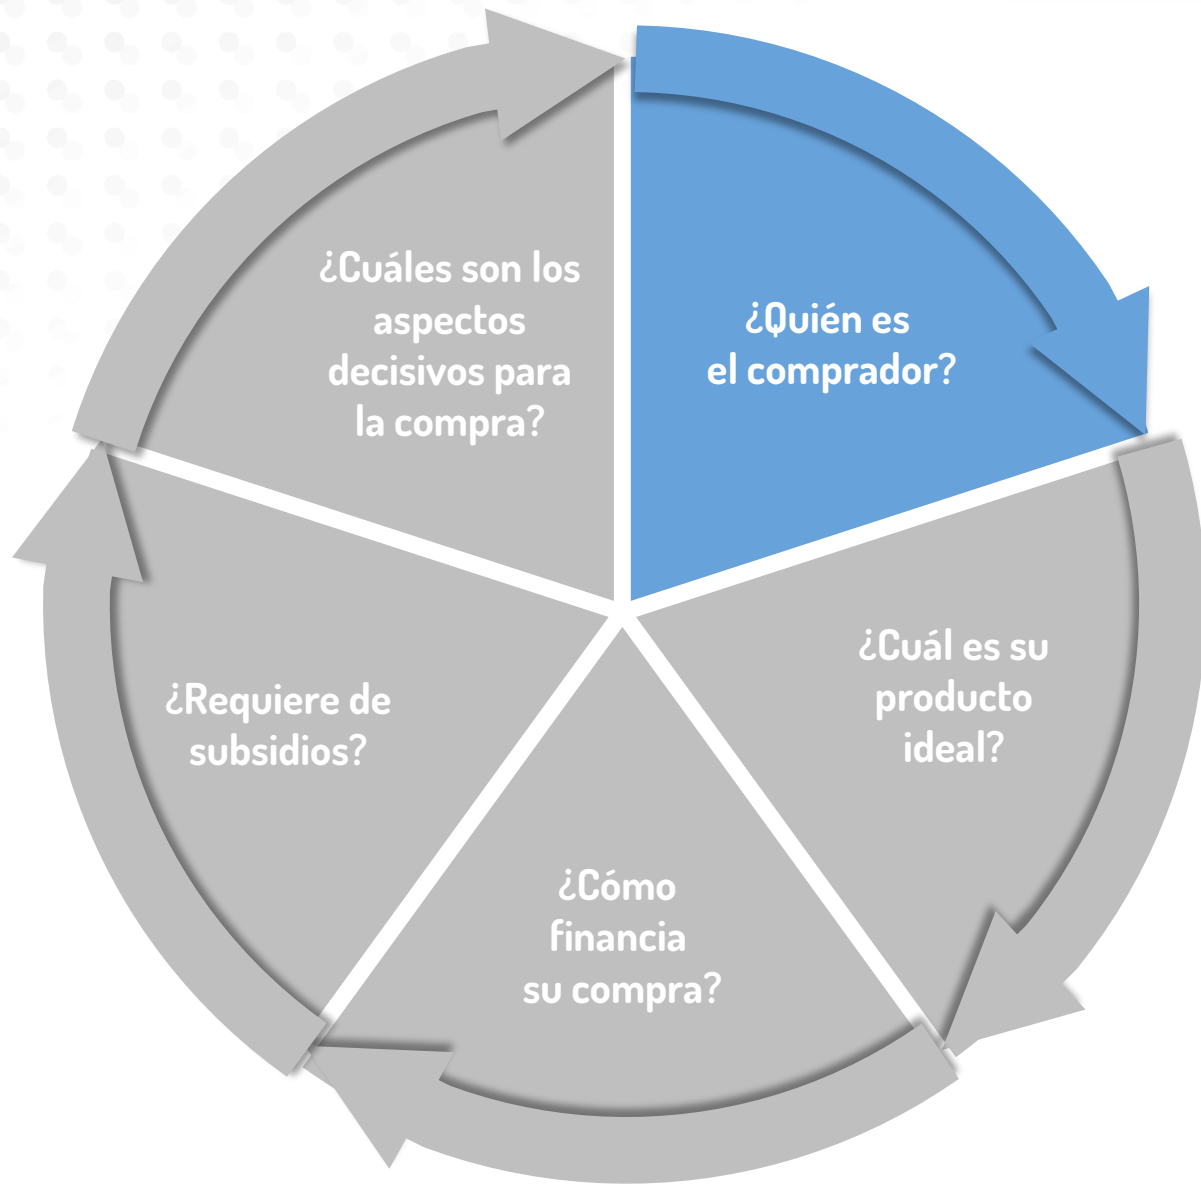 ¿Quién es
el comprador?
¿Cuál es su
producto
ideal?
¿Cómo
financia
su compra?
¿Requiere de
subsidios?
¿Cuáles son los
aspectos
decisivos para
la compra?